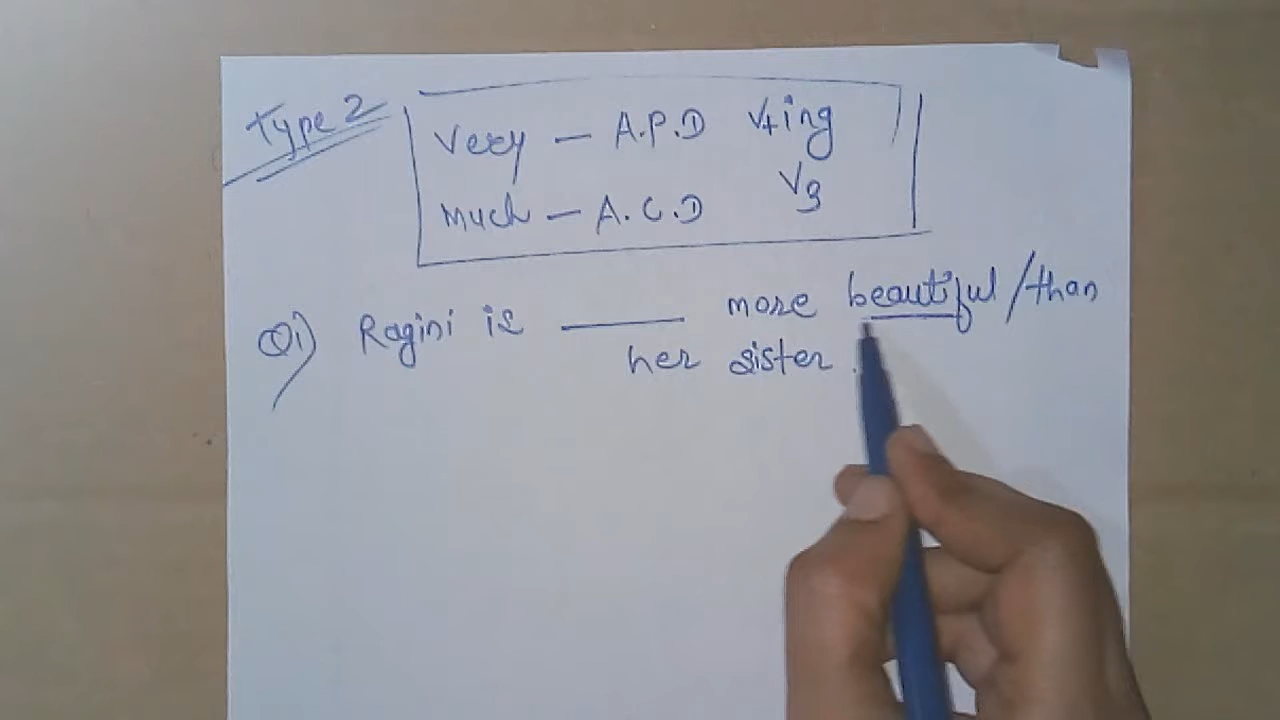 Type 2
Very — A.P.D V+ing
Much — A.C.D V3
Q1) Ragini is ______ more beautiful / than
her sister.